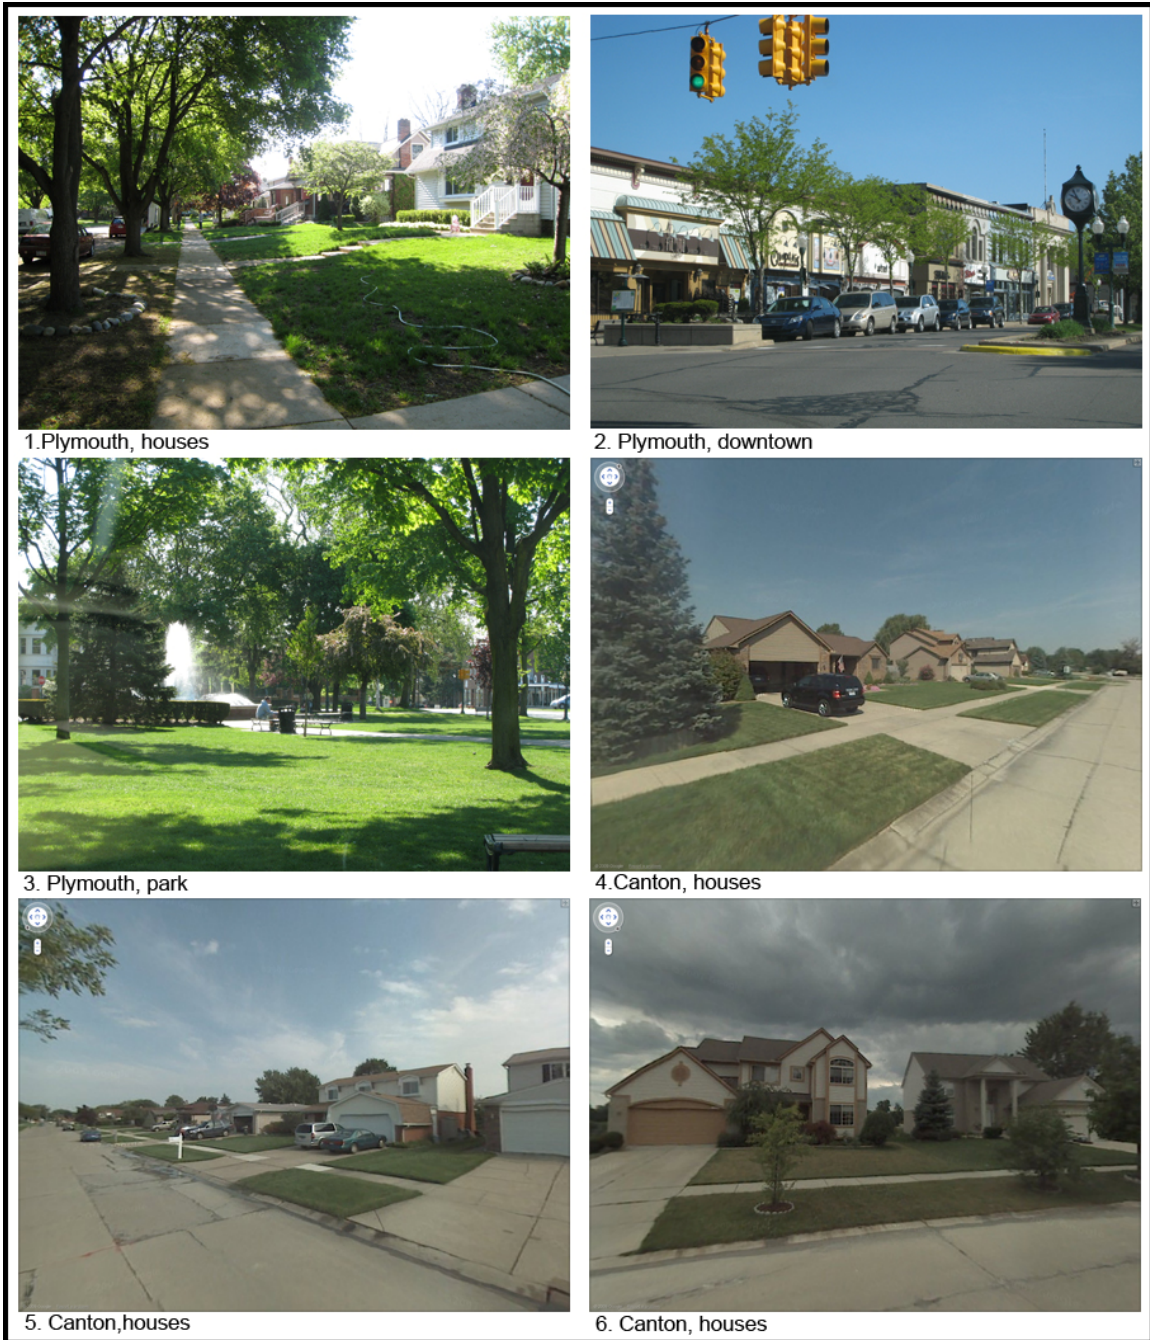 1.Plymouth, houses
2. Plymouth, downtown
3. Plymouth, park
4.Canton, houses
5. Canton,houses
6. Canton, houses